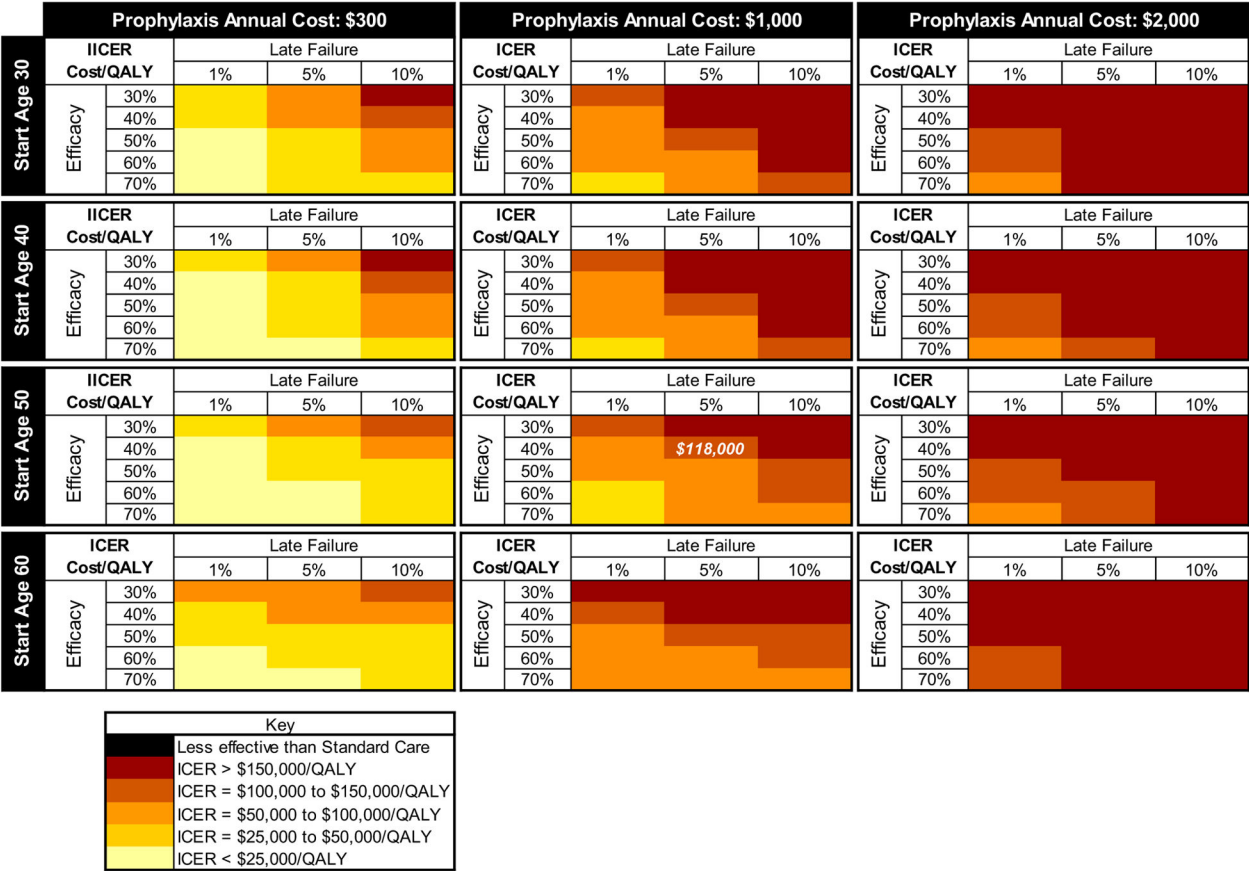 Prophylaxis Annual Cost: $300 Prophylaxis Annual Cost: $1,000 Prophylaxis Annual Cost: $2,000
Start Age 30
IICER Late Failure ICER Late Failure ICER Late Failure
Cost/QALY 1% 5% 10% Cost/QALY 1% 5% 10% Cost/QALY 1% 5% 10%
Efficacy Efficacy Efficacy
30% 30% 30%
40% 40% 40%
50% 50% 50%
60% 60% 60%
70% 70% 70%
Start Age 40
IICER Late Failure ICER Late Failure ICER Late Failure
Cost/QALY 1% 5% 10% Cost/QALY 1% 5% 10% Cost/QALY 1% 5% 10%
Efficacy Efficacy Efficacy
30% 30% 30%
40% 40% 40%
50% 50% 50%
60% 60% 60%
70% 70% 70%
Start Age 50
IICER Late Failure ICER Late Failure ICER Late Failure
Cost/QALY 1% 5% 10% Cost/QALY 1% 5% 10% Cost/QALY 1% 5% 10%
Efficacy Efficacy Efficacy
30% 30% 30%
40% 40% $118,000 40%
50% 50% 50%
60% 60% 60%
70% 70% 70%
Start Age 60
ICER Late Failure ICER Late Failure ICER Late Failure
Cost/QALY 1% 5% 10% Cost/QALY 1% 5% 10% Cost/QALY 1% 5% 10%
Efficacy Efficacy Efficacy
30% 30% 30%
40% 40% 40%
50% 50% 50%
60% 60% 60%
70% 70% 70%
Key
Less effective than Standard Care
ICER > $150,000/QALY
ICER = $100,000 to $150,000/QALY
ICER = $50,000 to $100,000/QALY
ICER = $25,000 to $50,000/QALY
ICER < $25,000/QALY